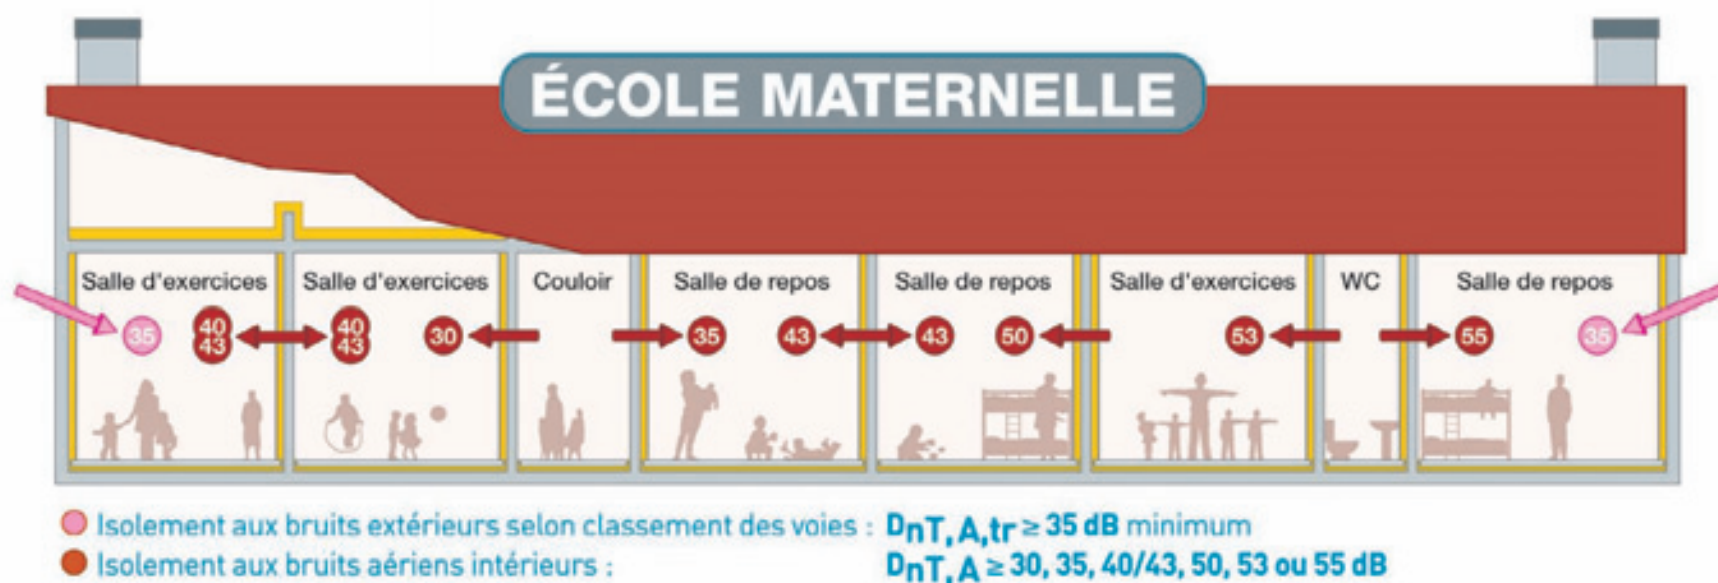 ÉCOLE MATERNELLE
Salle d'exercices Salle d'exercices Couloir Salle de repos Salle de repos Salle d'exercices WC Salle de repos
35 40 43 40 43 30 35 43 43 50 53 55 35
Isolement aux bruits extérieurs selon classement des voies : DnT,A,tr ≥ 35 dB minimum
Isolement aux bruits aériens intérieurs : DnT,A ≥ 30, 35, 40/43, 50, 53 ou 55 dB